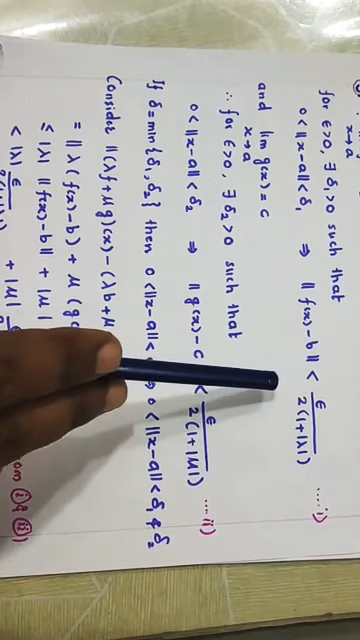 x→a
for ε>0, ∃ δ₁>0 such that
0<||x-a||<δ₁ ⇒ ||f(x)-b|| < ε/2(1+|λ|) ....i)
and lim g(x) = c
x→a
∴ for ε>0, ∃ δ₂>0 such that
0<||x-a||<δ₂ ⇒ ||g(x)-c < ε/2(1+|μ|) ....ii)
If δ=min{δ₁,δ₂} then 0<||x-a||< 0<||x-a||<δ₁ & δ₂
Consider ||(λf+μg)(x)-(λb+μ
= ||λ(f(x)-b)+μ(g
≤ |λ| ||f(x)-b||+|μ|
< |λ| ε + |μ| om i & ii)